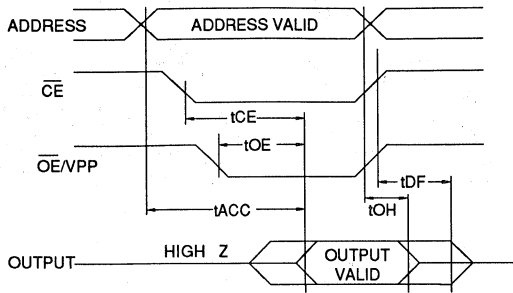 ADDRESS
ADDRESS VALID
CE
tCE
tOE
OE/VPP
tDF
tACC
tOH
HIGH Z
OUTPUT
OUTPUT
VALID